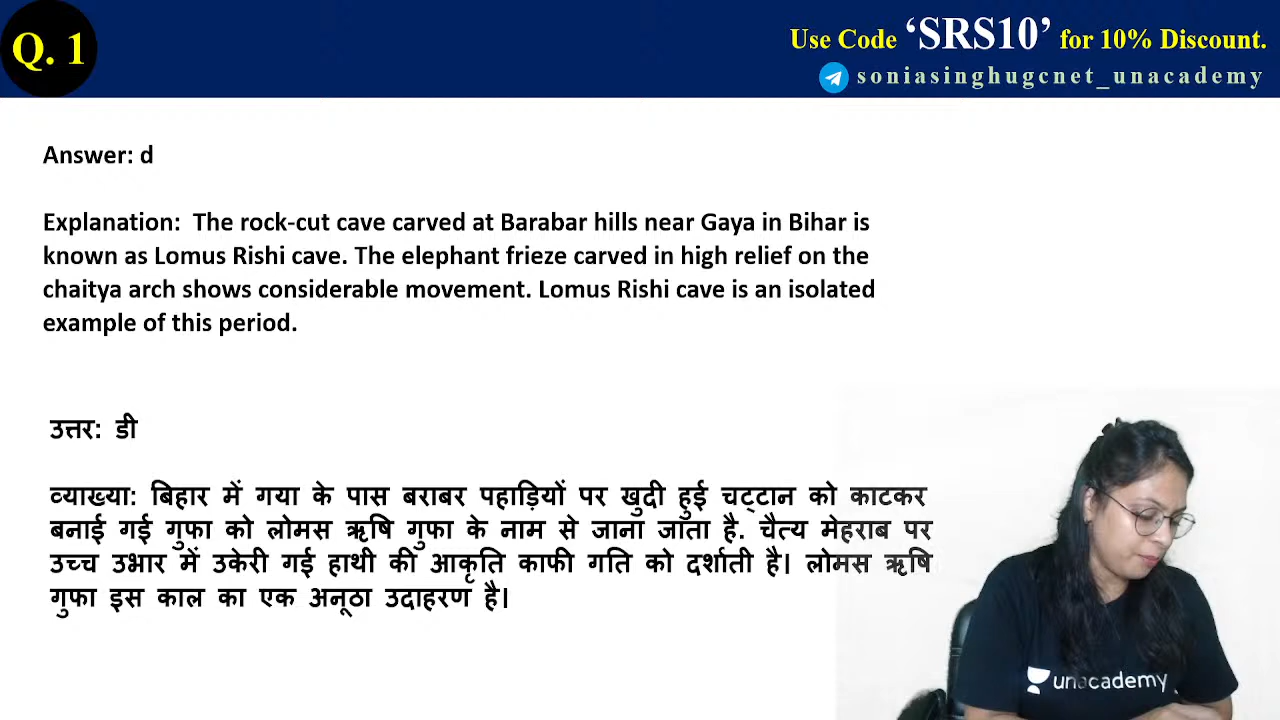 Q. 1
Use Code ‘SRS10’ for 10% Discount.
soniasinghugcnet_unacademy
Answer: d
Explanation: The rock-cut cave carved at Barabar hills near Gaya in Bihar is
known as Lomus Rishi cave. The elephant frieze carved in high relief on the
chaitya arch shows considerable movement. Lomus Rishi cave is an isolated
example of this period.
उत्तर: डी
व्याख्या: बिहार में गया के पास बराबर पहाड़ियों पर खुदी हुई चट्टान को काटकर
बनाई गई गुफा को लोमस ऋषि गुफा के नाम से जाना जाता है. चैत्य मेहराब पर
उच्च उभार में उकेरी गई हाथी की आकृति काफी गति को दर्शाती है। लोमस ऋषि
गुफा इस काल का एक अनूठा उदाहरण है।
unacademy